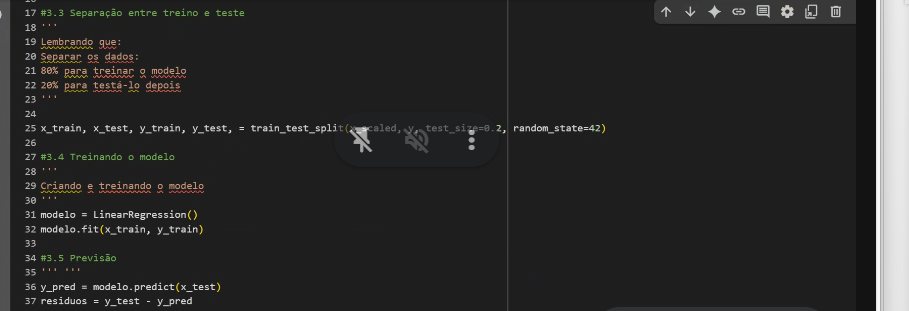 17 #3.3 Separação entre treino e teste
18 '''
19 Lembrando que:
20 Separar os dados:
21 80% para treinar o modelo
22 20% para testá-lo depois
23 '''
24
25 x_train, x_test, y_train, y_test, = train_test_split(x_scaled, y, test_size=0.2, random_state=42)
26
27 #3.4 Treinando o modelo
28 '''
29 Criando e treinando o modelo
30 '''
31 modelo = LinearRegression()
32 modelo.fit(x_train, y_train)
33
34 #3.5 Previsão
35 ''' '''
36 y_pred = modelo.predict(x_test)
37 residuos = y_test - y_pred